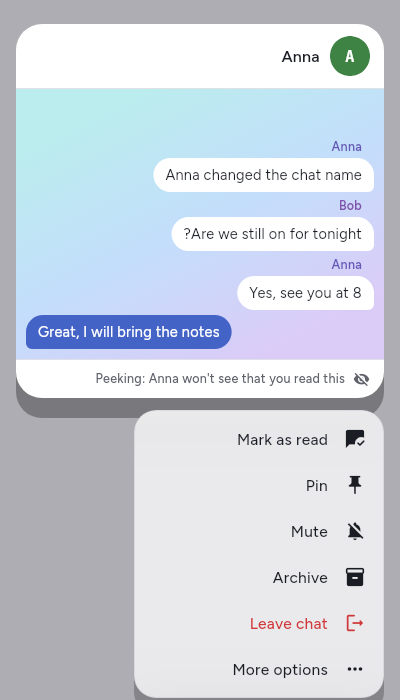 Anna
A
Anna
Anna changed the chat name
Bob
?Are we still on for tonight
Anna
Yes, see you at 8
Great, I will bring the notes
Peeking: Anna won't see that you read this
Mark as read
Pin
Mute
Archive
Leave chat
More options